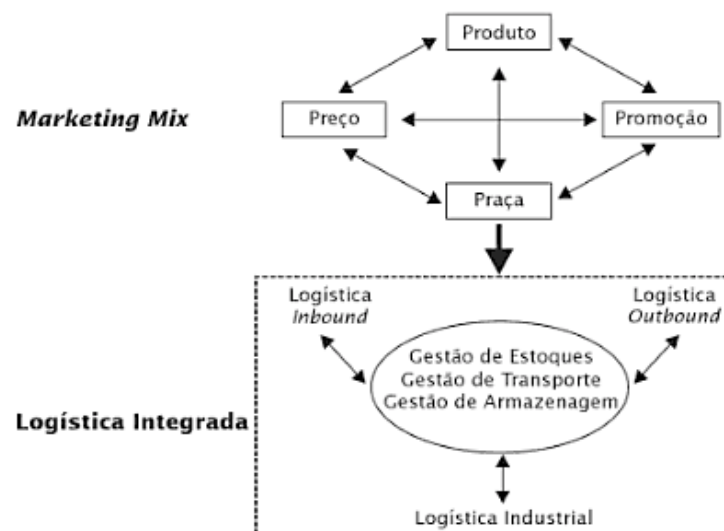 Produto
Marketing Mix
Preço
Promoção
Praça
Logística
Inbound
Logística
Outbound
Gestão de Estoques
Gestão de Transporte
Gestão de Armazenagem
Logística Integrada
Logística Industrial